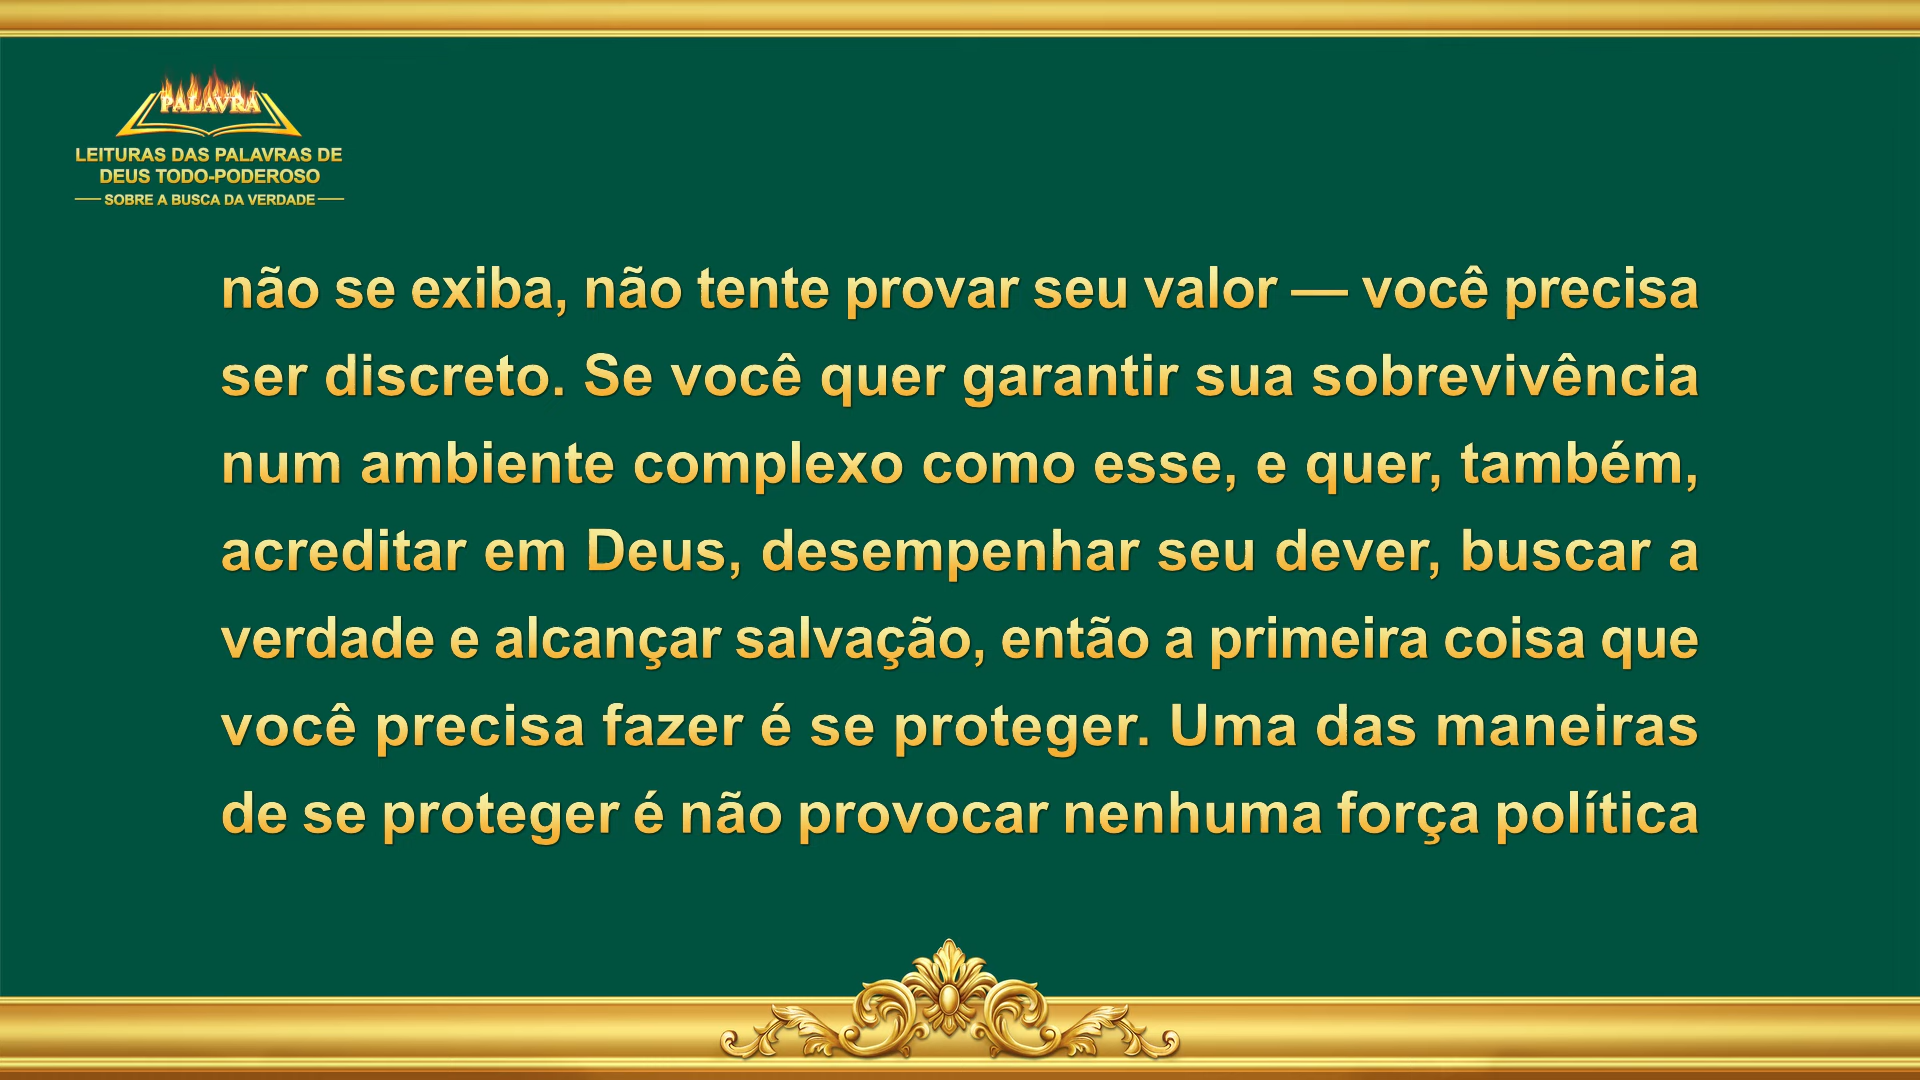 PALAVRA
LEITURAS DAS PALAVRAS DE
DEUS TODO-PODEROSO
SOBRE A BUSCA DA VERDADE
não se exiba, não tente provar seu valor — você precisa
ser discreto. Se você quer garantir sua sobrevivência
num ambiente complexo como esse, e quer, também,
acreditar em Deus, desempenhar seu dever, buscar a
verdade e alcançar salvação, então a primeira coisa que
você precisa fazer é se proteger. Uma das maneiras
de se proteger é não provocar nenhuma força política